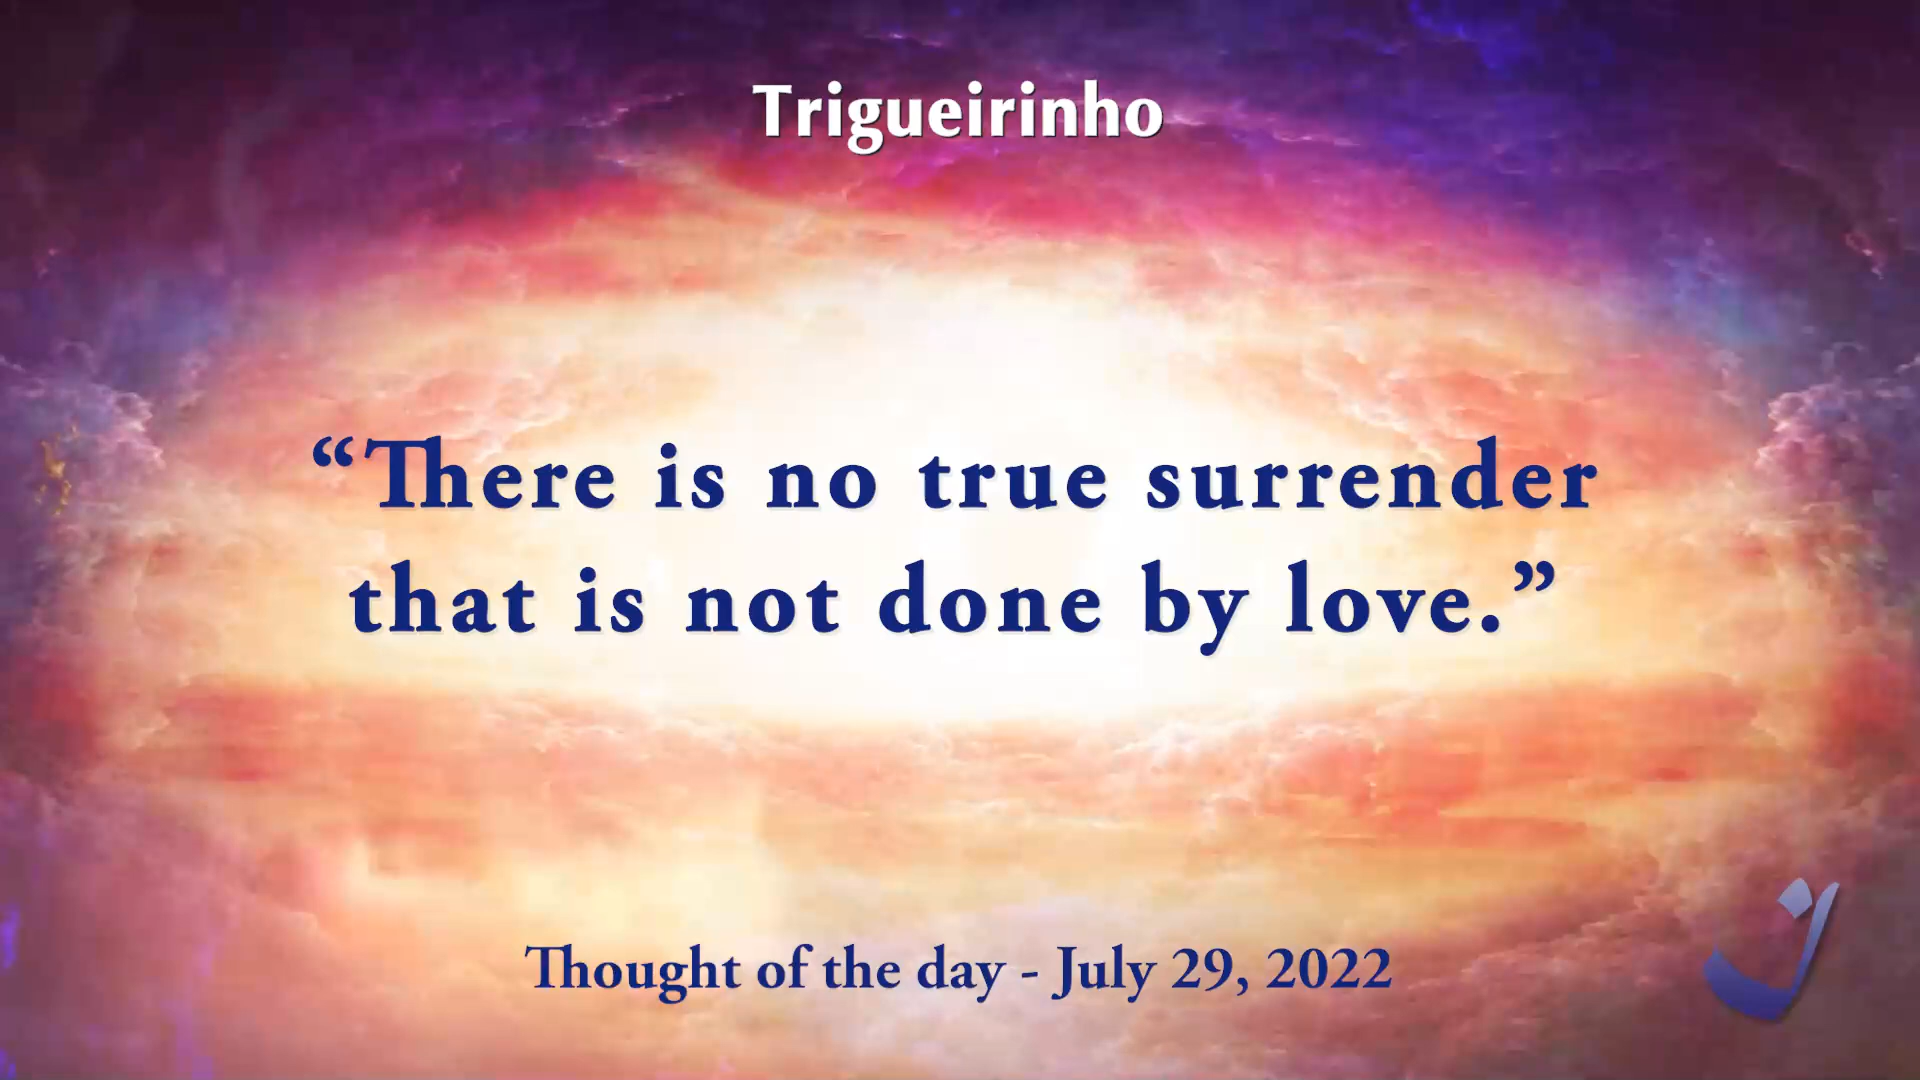 Trigueirinho
“There is no true surrender
that is not done by love.”
Thought of the day - July 29, 2022